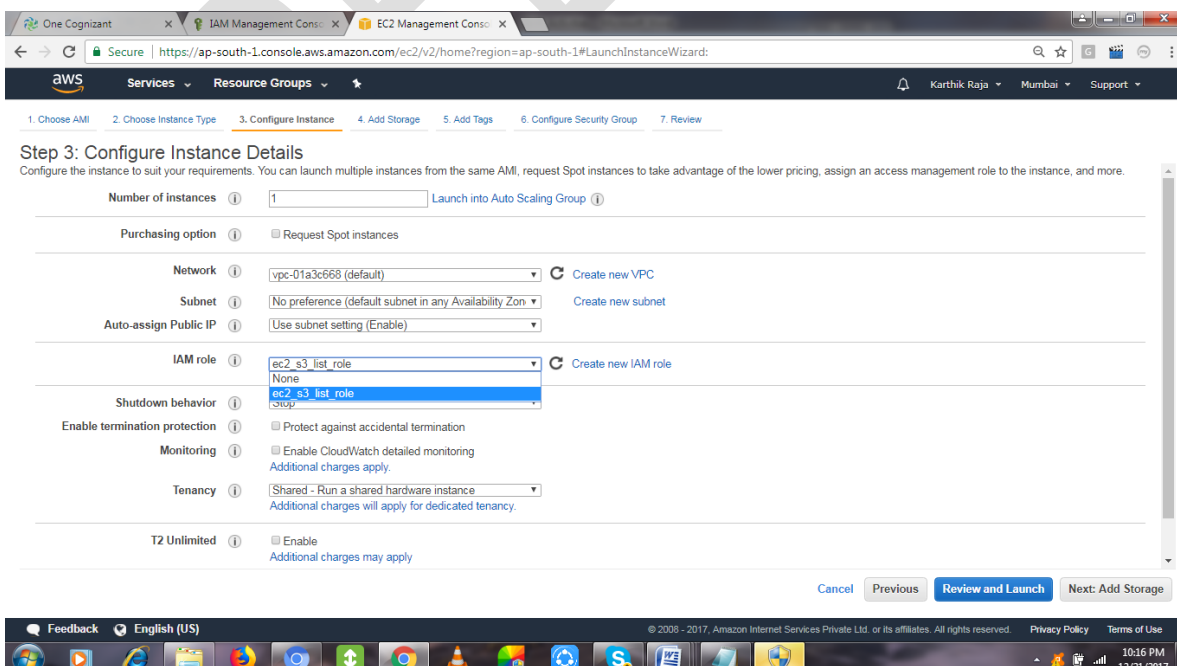 One Cognizant
IAM Management Consc
EC2 Management Consol
Secure | https://ap-south-1.console.aws.amazon.com/ec2/v2/home?region=ap-south-1#LaunchInstanceWizard:
aws Services Resource Groups Karthik Raja Mumbai Support
1. Choose AMI 2. Choose Instance Type 3. Configure Instance 4. Add Storage 5. Add Tags 6. Configure Security Group 7. Review
Step 3: Configure Instance Details
Configure the instance to suit your requirements. You can launch multiple instances from the same AMI, request Spot instances to take advantage of the lower pricing, assign an access management role to the instance, and more.
Number of instances 1 Launch into Auto Scaling Group
Purchasing option Request Spot instances
Network vpc-01a3c668 (default) Create new VPC
Subnet No preference (default subnet in any Availability Zon Create new subnet
Auto-assign Public IP Use subnet setting (Enable)
IAM role ec2_s3_list_role Create new IAM role
None
ec2_s3_list_role
Shutdown behavior Stop
Enable termination protection Protect against accidental termination
Monitoring Enable CloudWatch detailed monitoring
Additional charges apply.
Tenancy Shared - Run a shared hardware instance
Additional charges will apply for dedicated tenancy.
T2 Unlimited Enable
Additional charges may apply
Cancel Previous Review and Launch Next: Add Storage
Feedback English (US) © 2008 - 2017, Amazon Internet Services Private Ltd. or its affiliates. All rights reserved. Privacy Policy Terms of Use
10:16 PM
12/21/2017